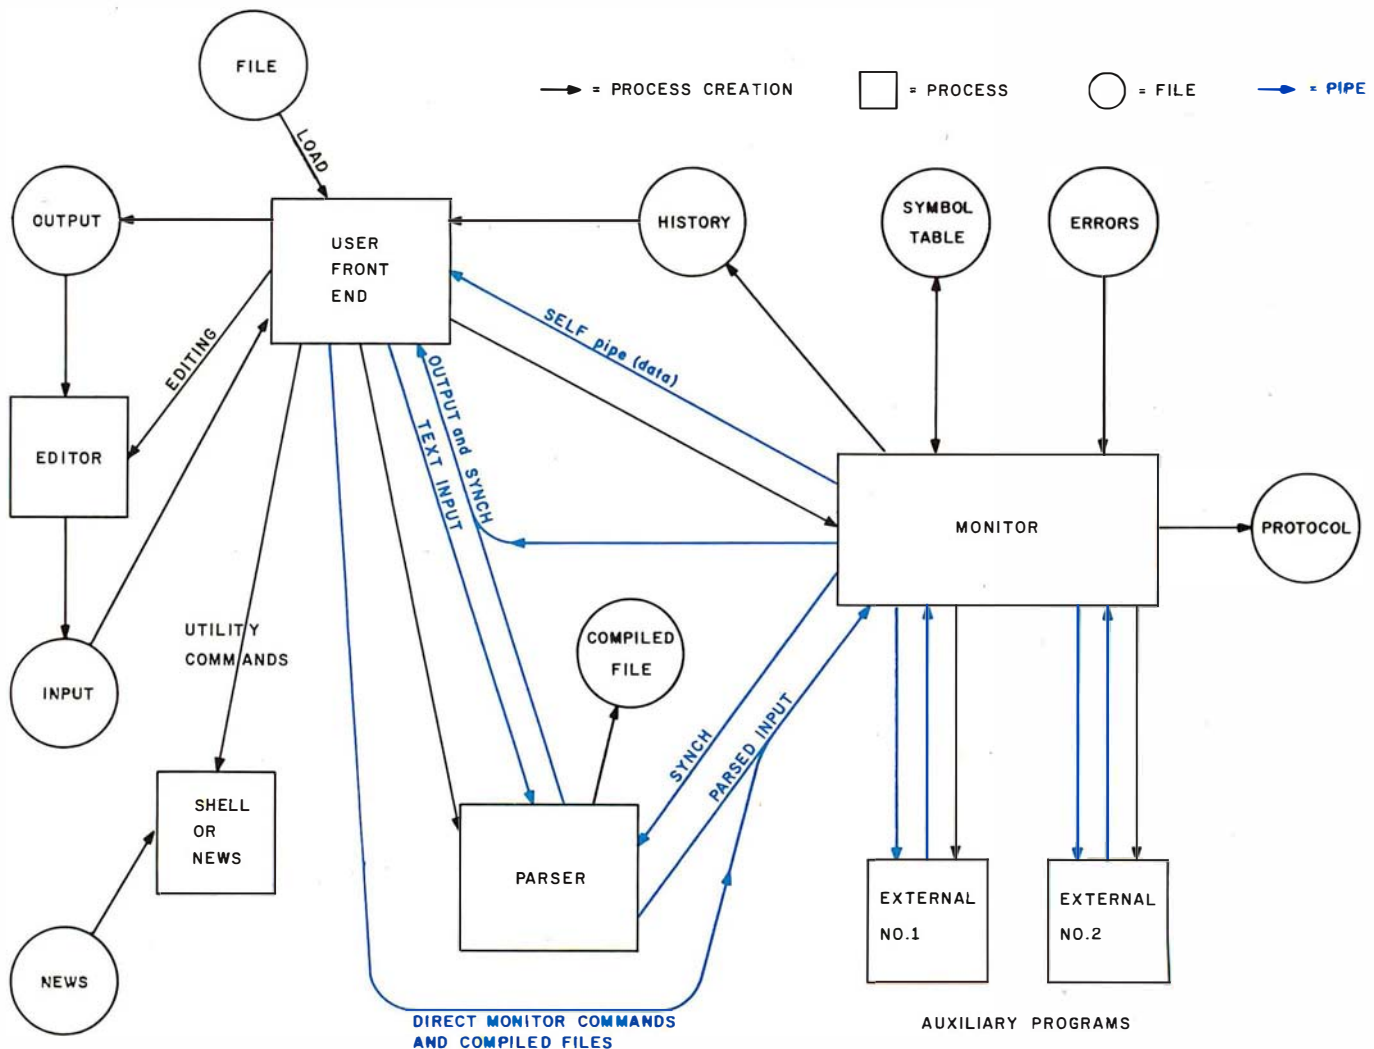 FILE
= PROCESS CREATION
= PROCESS
= FILE
= PIPE
LOAD
OUTPUT
USER
FRONT
END
HISTORY
SYMBOL
TABLE
ERRORS
SELF pipe (data)
EDITING
OUTPUT and SYNCH
TEXT INPUT
EDITOR
MONITOR
PROTOCOL
UTILITY
COMMANDS
COMPILED
FILE
INPUT
SYNCH
PARSED INPUT
SHELL
OR
NEWS
PARSER
EXTERNAL
NO.1
EXTERNAL
NO.2
NEWS
DIRECT MONITOR COMMANDS
AND COMPILED FILES
AUXILIARY PROGRAMS